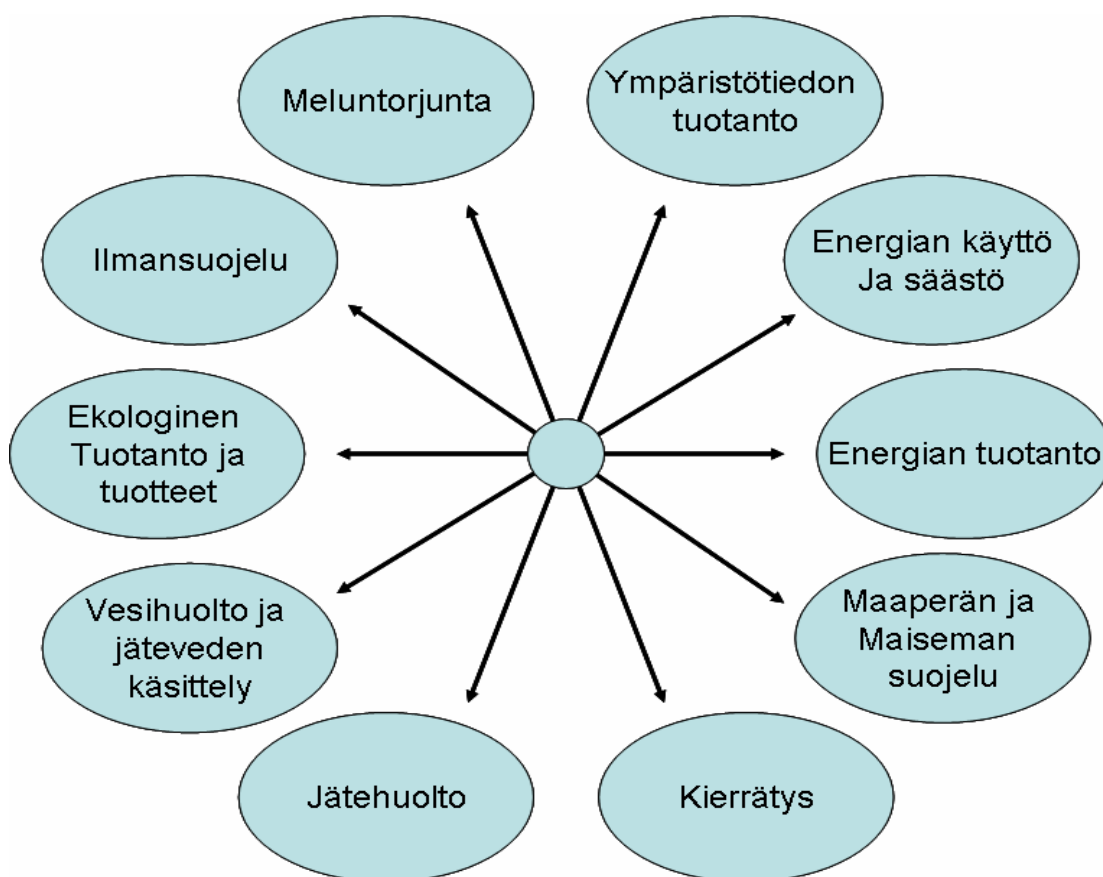 Meluntorjunta
Ympäristötiedon
tuotanto
Ilmansuojelu
Energian käyttö
Ja säästö
Ekologinen
Tuotanto ja
tuotteet
Energian tuotanto
Vesihuolto ja
jäteveden
käsittely
Maaperän ja
Maiseman
suojelu
Jätehuolto
Kierrätys